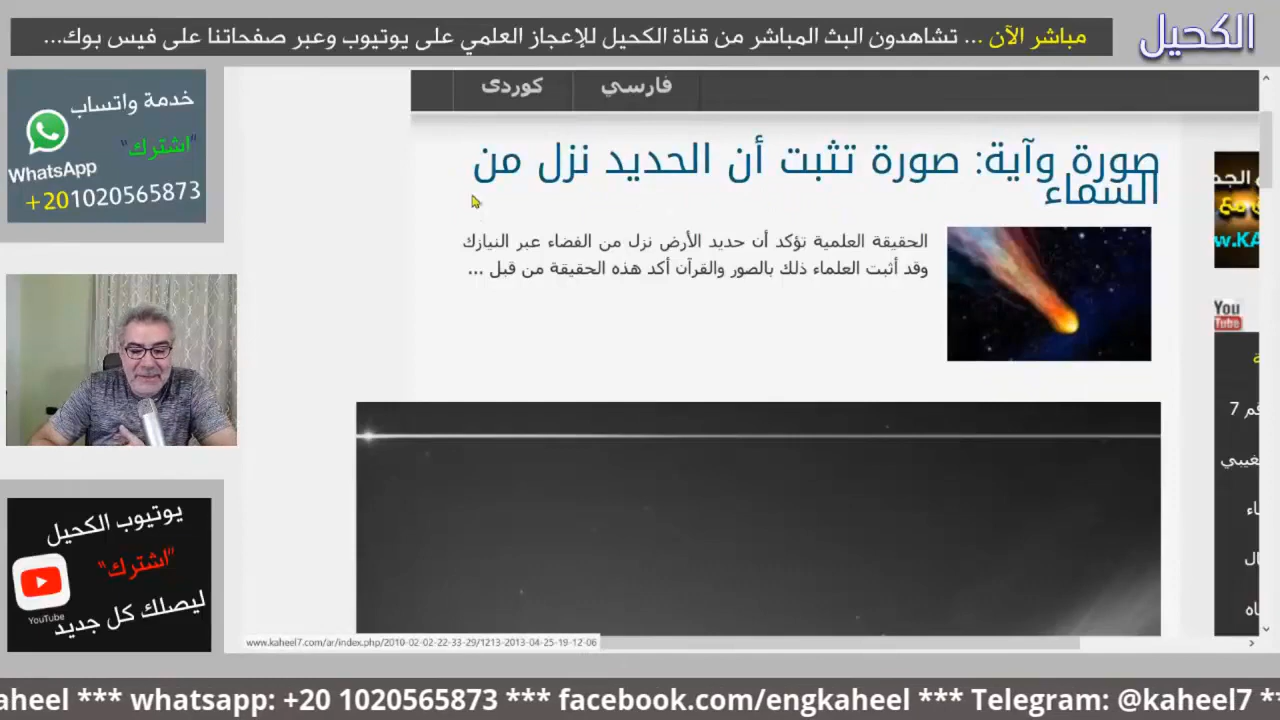 مباشر الآن ... تشاهدون البث المباشر من قناة الكحيل للإعجاز العلمي على يوتيوب وعبر صفحاتنا على فيس بوك...
الكحيل
خدمة واتساب
"اشترك"
WhatsApp
+201020565873
فارسي
كوردی
صورة وآية: صورة تثبت أن الحديد نزل من
السماء
الحقيقة العلمية تؤكد أن حديد الأرض نزل من الفضاء عبر النيازك
وقد أثبت العلماء ذلك بالصور والقرآن أكد هذه الحقيقة من قبل ...
You
Tube
يوتيوب الكحيل
"اشترك"
YouTube
ليصلك كل جديد
www.kaheel7.com/ar/index.php/2010-02-02-22-33-29/1213-2013-04-25-19-12-06
aheel *** whatsapp: +20 1020565873 *** facebook.com/engkaheel *** Telegram: @kaheel7 **